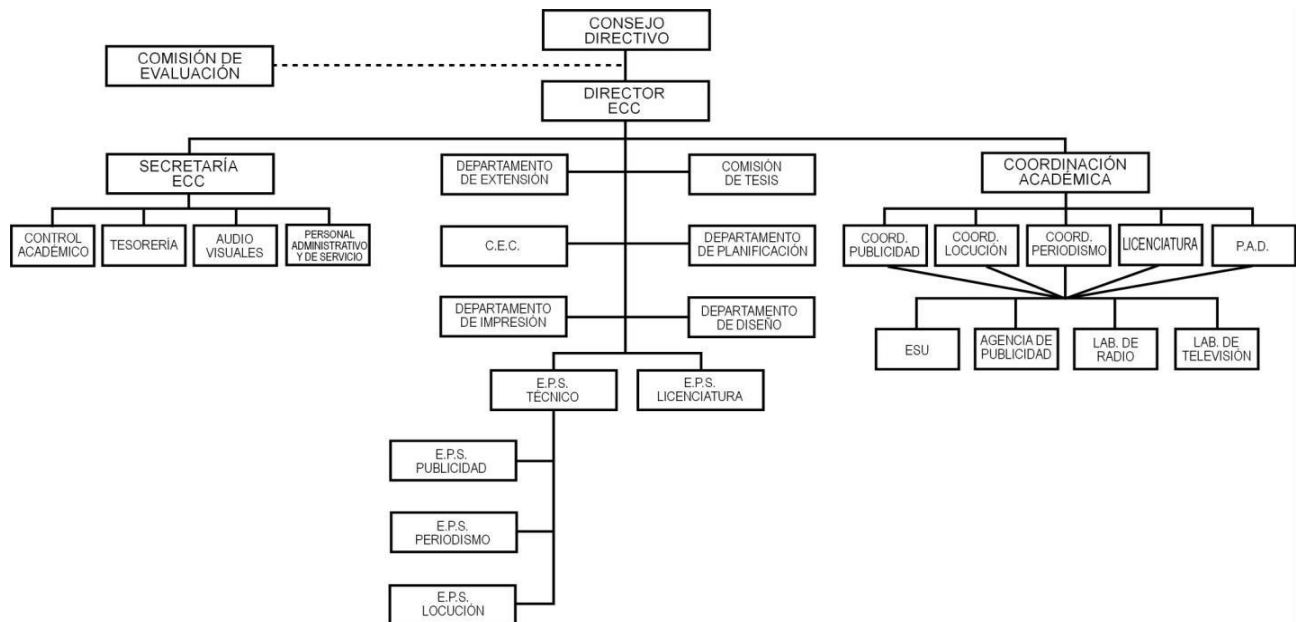 CONSEJO
DIRECTIVO
COMISIÓN DE
EVALUACIÓN
DIRECTOR
ECC
SECRETARÍA
ECC
DEPARTAMENTO
DE EXTENSIÓN
COMISIÓN
DE TESIS
COORDINACIÓN
ACADÉMICA
CONTROL
ACADÉMICO
TESORERÍA
AUDIO
VISUALES
PERSONAL
ADMINISTRATIVO
Y DE SERVICIO
C.E.C.
DEPARTAMENTO
DE PLANIFICACIÓN
COORD.
PUBLICIDAD
COORD.
LOCUCIÓN
COORD.
PERIODISMO
LICENCIATURA
P.A.D.
DEPARTAMENTO
DE IMPRESIÓN
DEPARTAMENTO
DE DISEÑO
ESU
AGENCIA DE
PUBLICIDAD
LAB. DE
RADIO
LAB. DE
TELEVISIÓN
E.P.S.
TÉCNICO
E.P.S.
LICENCIATURA
E.P.S.
PUBLICIDAD
E.P.S.
PERIODISMO
E.P.S.
LOCUCIÓN